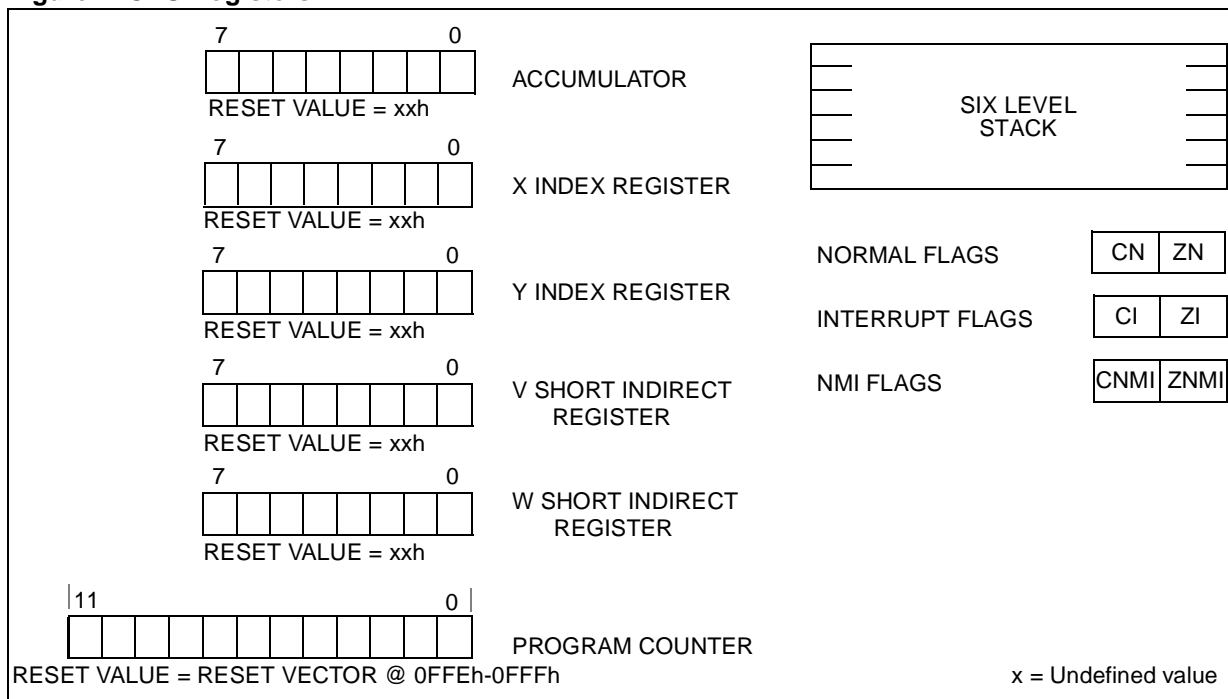 7 0
ACCUMULATOR
RESET VALUE = xxh
7 0
X INDEX REGISTER
RESET VALUE = xxh
7 0
Y INDEX REGISTER
RESET VALUE = xxh
7 0
V SHORT INDIRECT
REGISTER
RESET VALUE = xxh
7 0
W SHORT INDIRECT
REGISTER
RESET VALUE = xxh
11 0
PROGRAM COUNTER
RESET VALUE = RESET VECTOR @ 0FFEh-0FFFh
SIX LEVEL
STACK
NORMAL FLAGS CN ZN
INTERRUPT FLAGS CI ZI
NMI FLAGS CNMI ZNMI
x = Undefined value